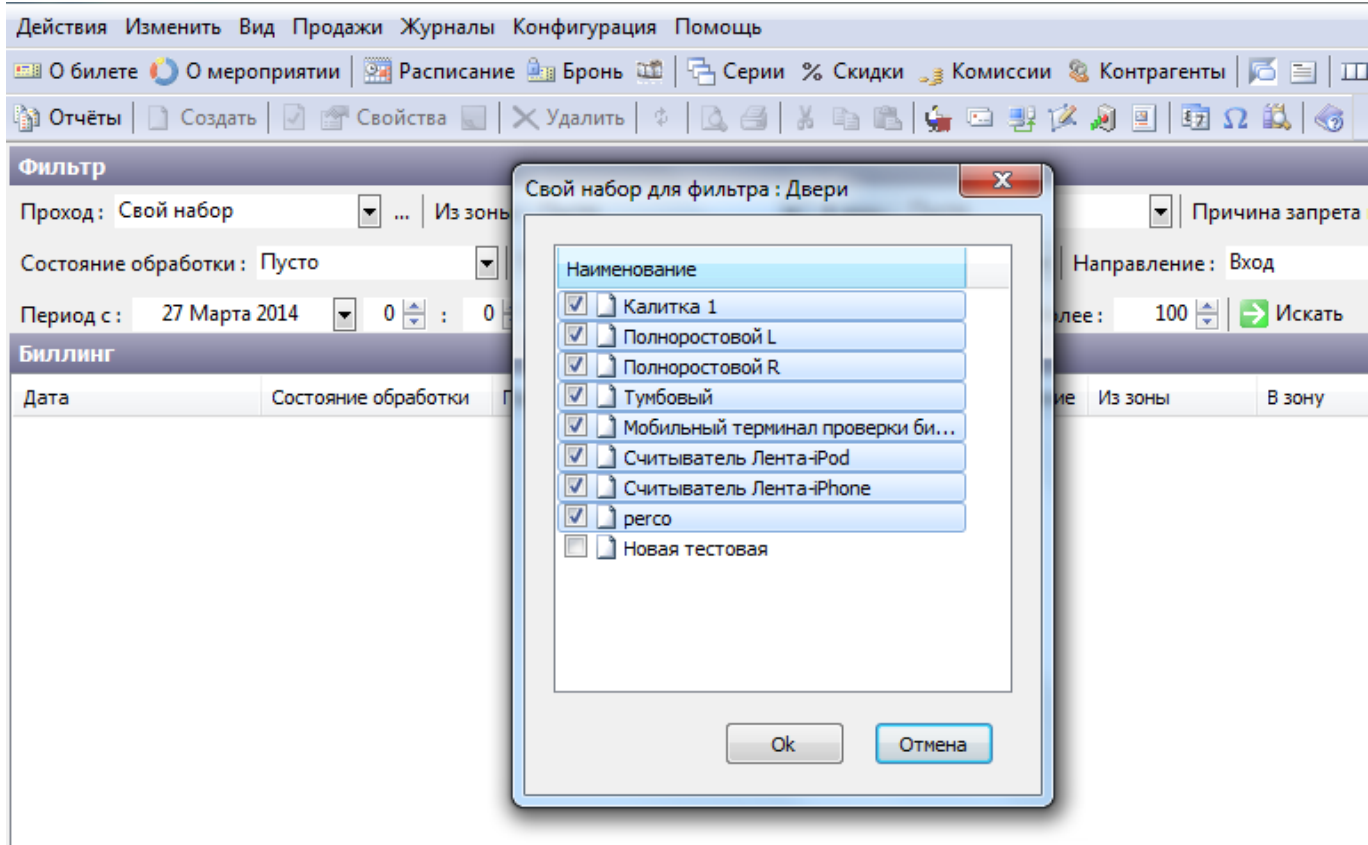 Действия Изменить Вид Продажи Журналы Конфигурация Помощь
О билете О мероприятии Расписание Бронь Серии % Скидки Комиссии Контрагенты
Отчёты Создать Свойства Удалить Ω
Фильтр
Проход: Свой набор ... Из зоны Причина запрета
Состояние обработки: Пусто Направление: Вход
Период с: 27 Марта 2014 0 : 0 100 Искать
Биллинг
Дата Состояние обработки Из зоны В зону
Свой набор для фильтра : Двери
Наименование
Калитка 1
Полноростовой L
Полноростовой R
Тумбовый
Мобильный терминал проверки би...
Считыватель Лента-iPod
Считыватель Лента-iPhone
perco
Новая тестовая
Ok Отмена